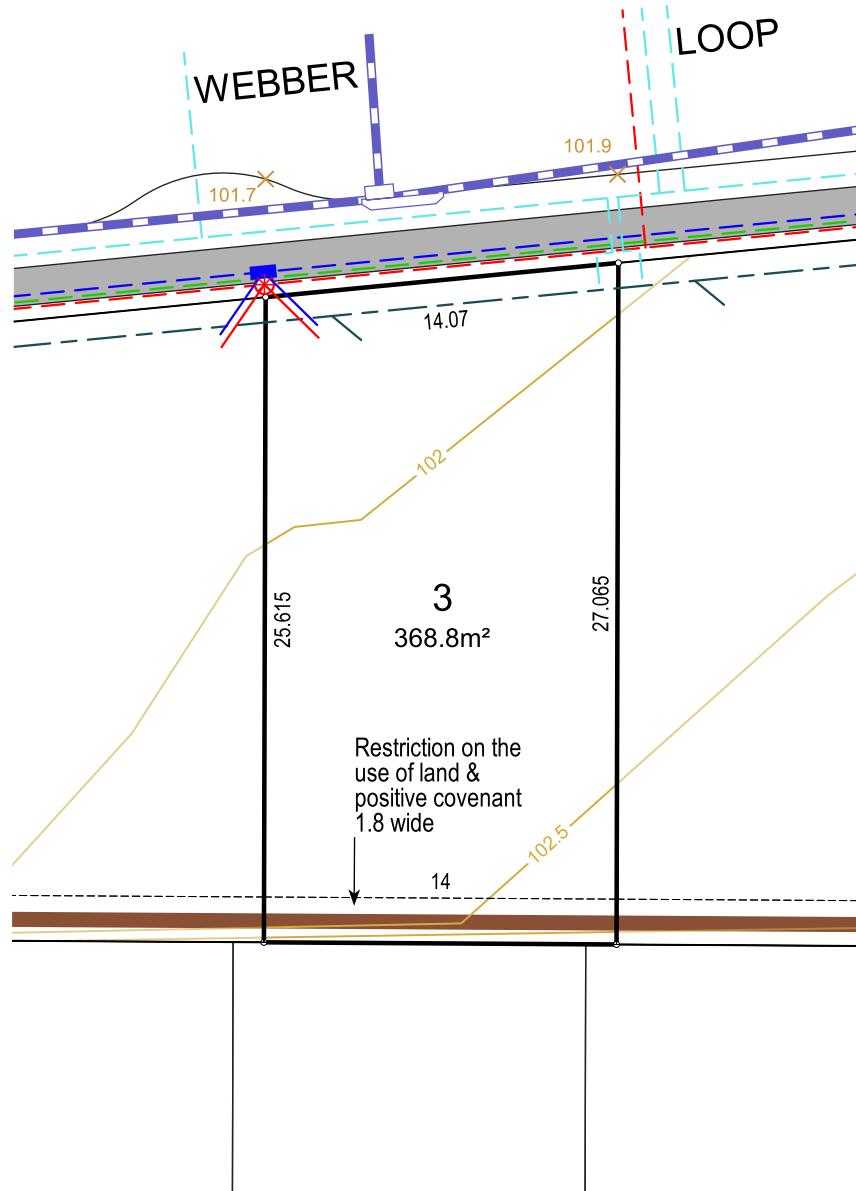 LOOP
WEBBER
101.9
101.7
14.07
102
3
368.8m²
25.615
27.065
Restriction on the
use of land &
positive covenant
1.8 wide
102.5
14